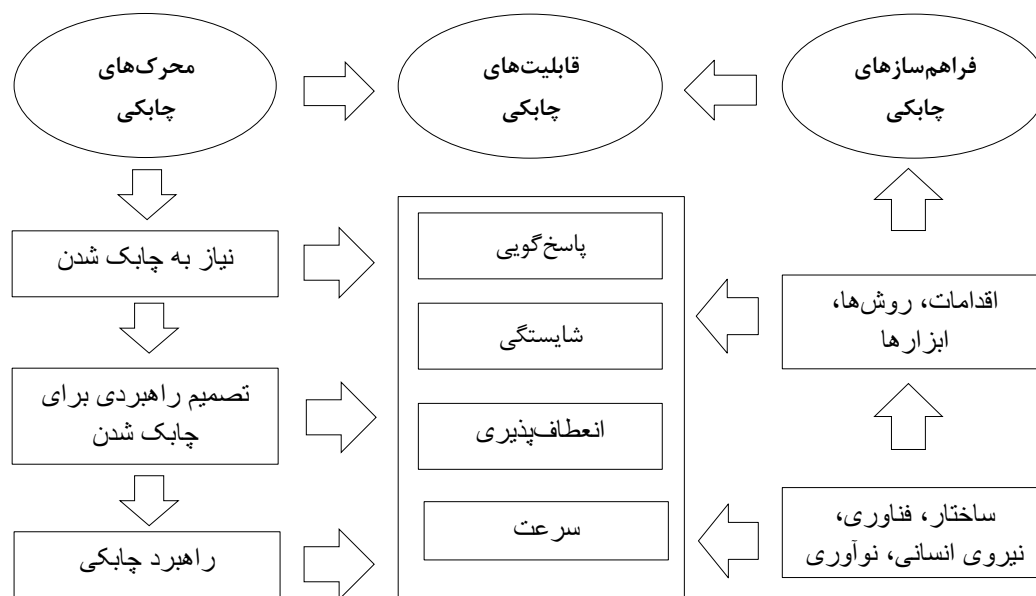 فراهم‌سازهای
چابکی
قابلیت‌های
چابکی
محرک‌های
چابکی
پاسخ‌گویی
شایستگی
انعطاف‌پذیری
سرعت
اقدامات، روش‌ها،
ابزارها
ساختار، فناوری،
نیروی انسانی، نوآوری
نیاز به چابک شدن
تصمیم راهبردی برای
چابک شدن
راهبرد چابکی